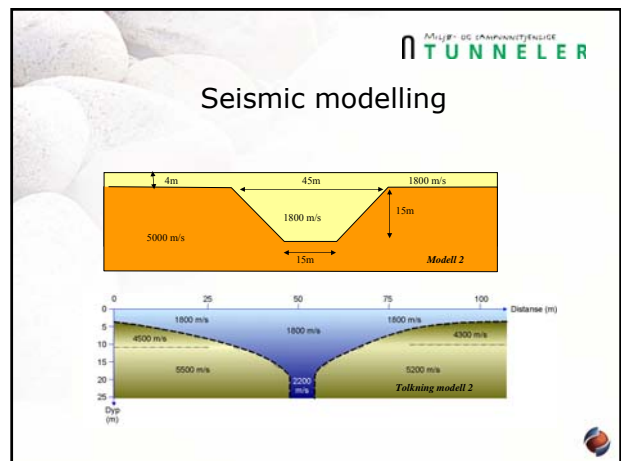 MILJØ- OG SAMFUNNSTJENLIGE
TUNNELER
Seismic modelling
4m
45m
1800 m/s
1800 m/s
15m
5000 m/s
15m
Modell 2
0
25
50
75
100
Distanse (m)
0
5
10
15
20
25
1800 m/s
1800 m/s
1800 m/s
4500 m/s
4300 m/s
5500 m/s
5200 m/s
2200
m/s
Tolkning modell 2
Dyp
(m)